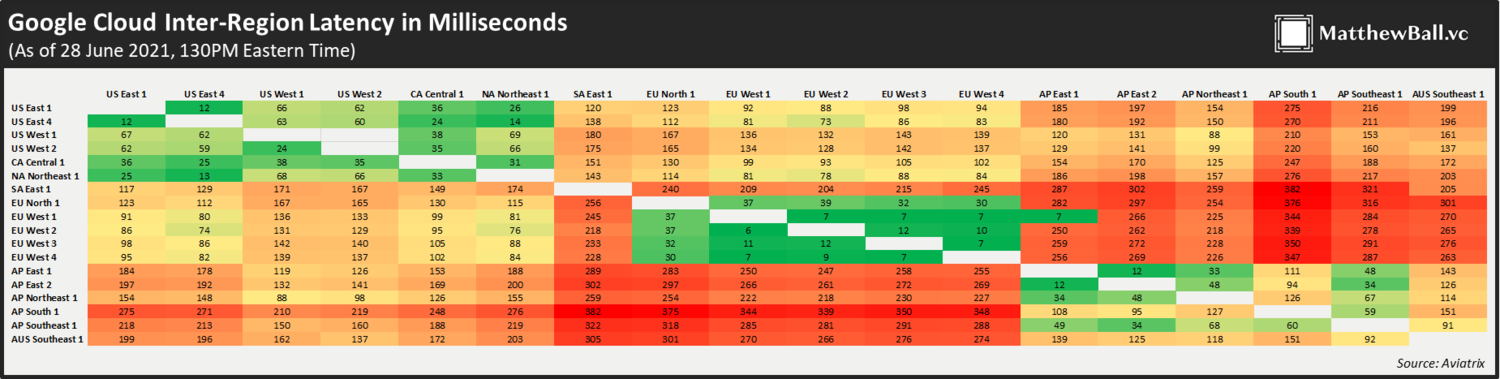 Google Cloud Inter-Region Latency in Milliseconds
(As of 28 June 2021, 130PM Eastern Time)
MatthewBall.vc
US East 1 US East 4 US West 1 US West 2 CA Central 1 NA Northeast 1 SA East 1 EU North 1 EU West 1 EU West 2 EU West 3 EU West 4 AP East 1 AP East 2 AP Northeast 1 AP South 1 AP Southeast 1 AUS Southeast 1
US East 1 12 66 62 36 26 120 123 92 88 98 94 185 197 154 275 216 199
US East 4 12 63 60 24 14 138 112 81 73 86 83 180 192 150 270 211 196
US West 1 67 62 38 69 180 167 136 132 143 139 120 131 88 210 153 161
US West 2 62 59 24 35 66 175 165 134 128 142 137 129 141 99 220 160 137
CA Central 1 36 25 38 35 31 151 130 99 93 105 102 154 170 125 247 188 172
NA Northeast 1 25 13 68 66 33 143 114 81 78 88 84 186 198 157 276 217 203
SA East 1 117 129 171 167 149 174 240 209 204 215 245 287 302 259 382 321 205
EU North 1 123 112 167 165 130 115 256 37 39 32 30 282 297 254 376 316 301
EU West 1 91 80 136 133 99 81 245 37 7 7 7 7 266 225 344 284 270
EU West 2 86 74 131 129 95 76 218 37 6 12 10 250 262 218 339 278 265
EU West 3 98 86 142 140 105 88 233 32 11 12 7 259 272 228 350 291 276
EU West 4 95 82 139 137 102 84 228 30 7 9 7 256 269 226 347 287 263
AP East 1 184 178 119 126 153 188 289 283 250 247 258 255 12 33 111 48 143
AP East 2 197 192 132 141 169 200 302 297 266 261 272 269 12 48 94 34 126
AP Northeast 1 154 148 88 98 126 155 259 254 222 218 230 227 34 48 126 67 114
AP South 1 275 271 210 219 248 276 382 375 344 339 350 348 108 95 127 59 151
AP Southeast 1 218 213 150 160 188 219 322 318 285 281 291 288 49 34 68 60 91
AUS Southeast 1 199 196 162 137 172 203 305 301 270 266 276 274 139 125 118 151 92
Source: Aviatrix